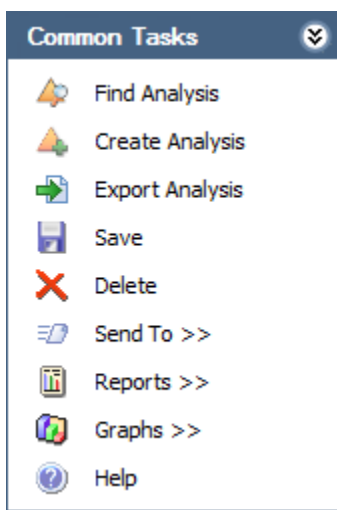 Common Tasks
Find Analysis
Create Analysis
Export Analysis
Save
Delete
Send To >>
Reports >>
Graphs >>
Help